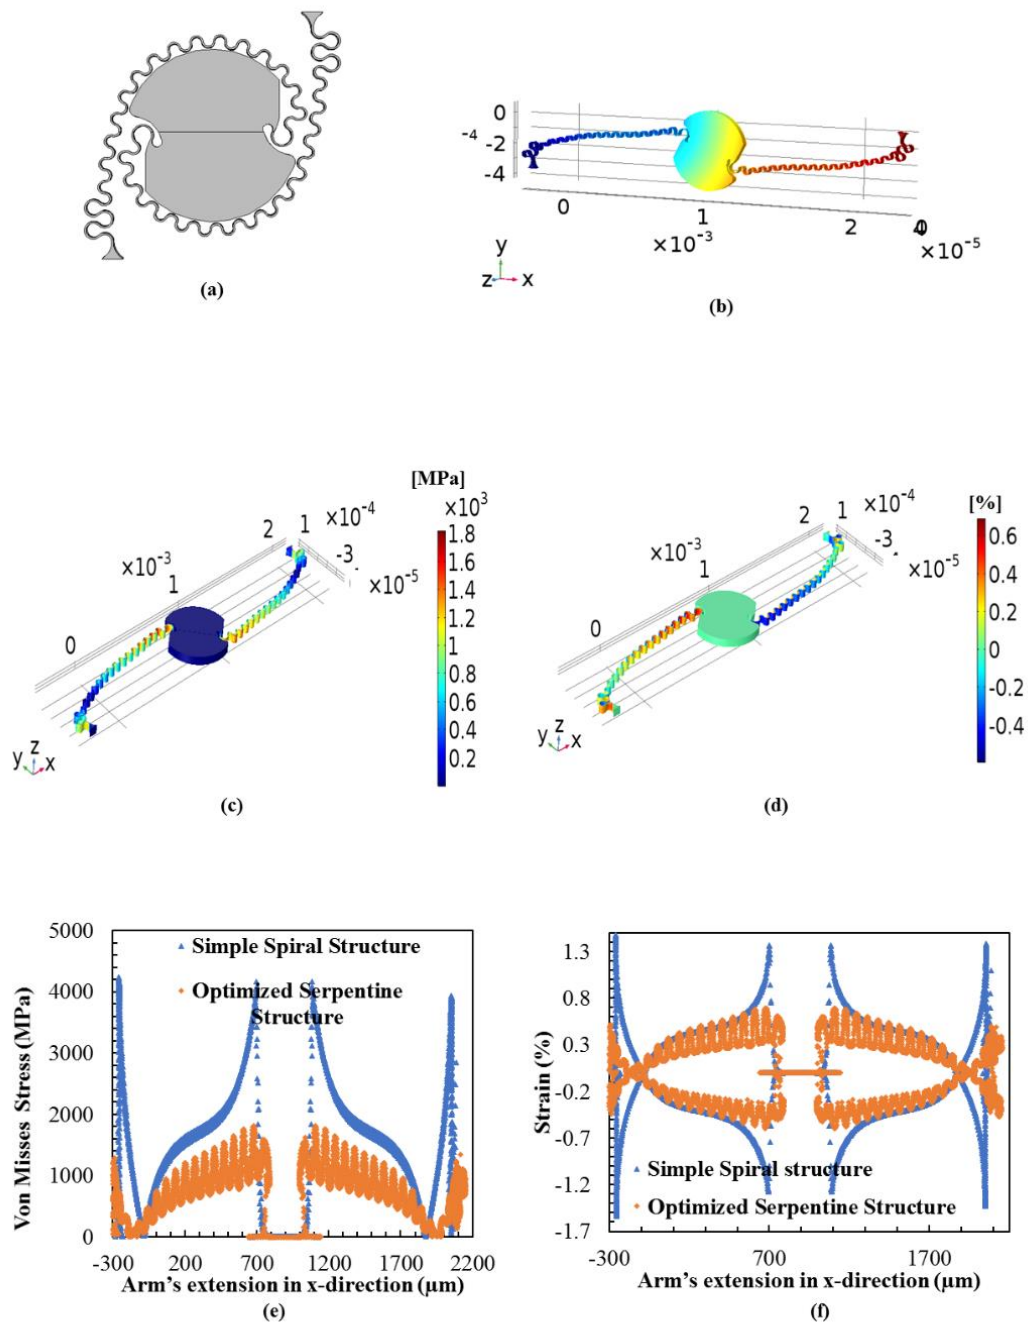 (a)
0
-4
-2
-4
0
1
2
0
×10-3
×10-5
y
z
x
(b)
[MPa]
×103
1.8
1.6
1.4
1.2
1
0.8
0.6
0.4
0.2
2 1 ×10-4
-3
×10-3
1
×10-5
0
y z x
(c)
[%]
0.6
0.4
0.2
0
-0.2
-0.4
2 1 ×10-4
-3
×10-3
1
×10-5
0
y z x
(d)
Von Misses Stress (MPa)
5000
4000
3000
2000
1000
0
Simple Spiral Structure
Optimized Serpentine
Structure
-300 200 700 1200 1700 2200
Arm's extension in x-direction (µm)
(e)
Strain (%)
1.3
0.8
0.3
-0.2
-0.7
-1.2
-1.7
Simple Spiral structure
Optimized Serpentine Structure
-300 700 1700
Arm's extension in x-direction (µm)
(f)